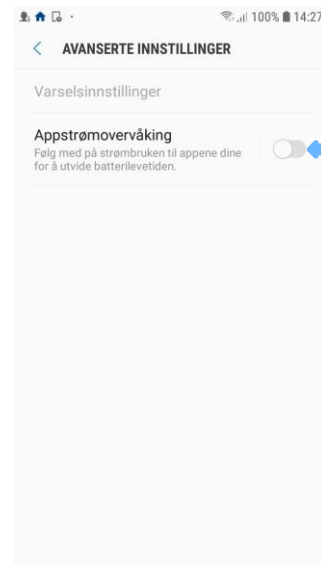 100% 14:27
AVANSERTE INNSTILLINGER
Varselsinnstillinger
Appstrømovervåking
Følg med på strømbruken til appene dine
for å utvide batterilevetiden.